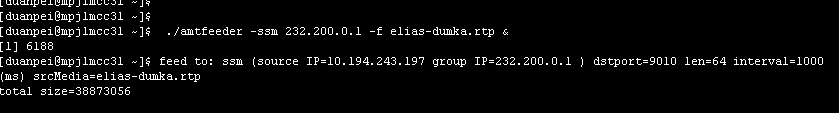 [duanpei@mpjlmcc31 ~]$
[duanpei@mpjlmcc31 ~]$
[duanpei@mpjlmcc31 ~]$  ./amtfeeder -ssm 232.200.0.1 -f elias-dumka.rtp &
[1] 6188
[duanpei@mpjlmcc31 ~]$ feed to: ssm (source IP=10.194.243.197 group IP=232.200.0.1 ) dstport=9010 len=64 interval=1000
(ms) srcMedia=elias-dumka.rtp
total size=38873056